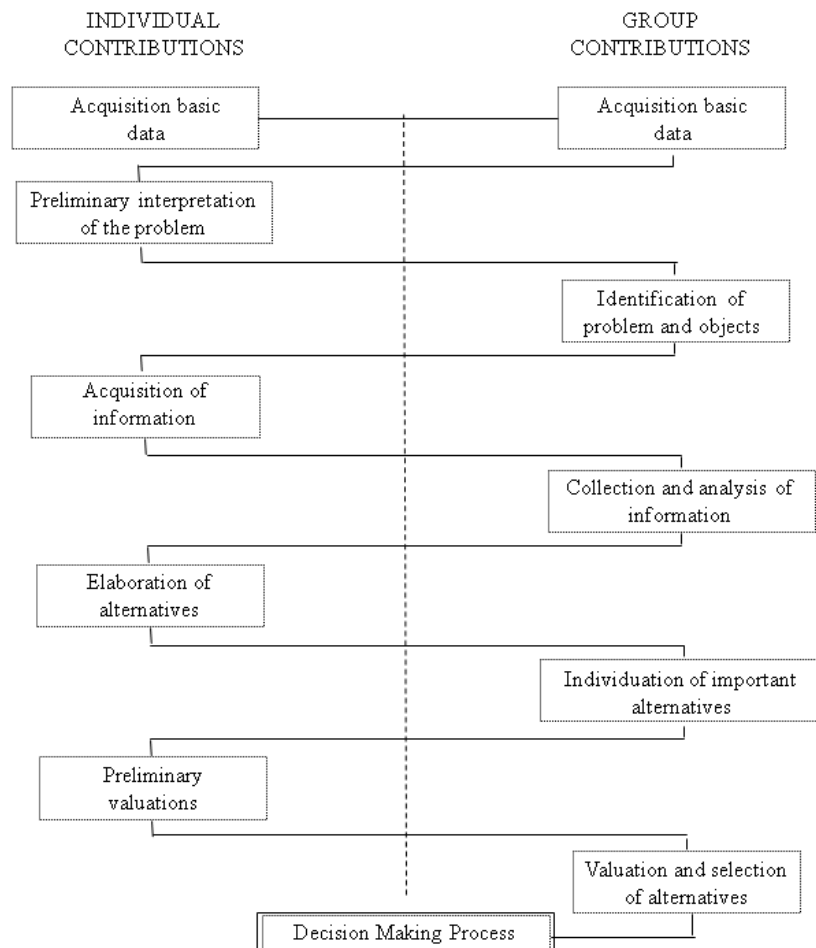 INDIVIDUAL
CONTRIBUTIONS
GROUP
CONTRIBUTIONS
Acquisition basic
data
Acquisition basic
data
Preliminary interpretation
of the problem
Identification of
problem and objects
Acquisition of
information
Collection and analysis of
information
Elaboration of
alternatives
Individuation of important
alternatives
Preliminary
valuations
Valuation and selection
of alternatives
Decision Making Process